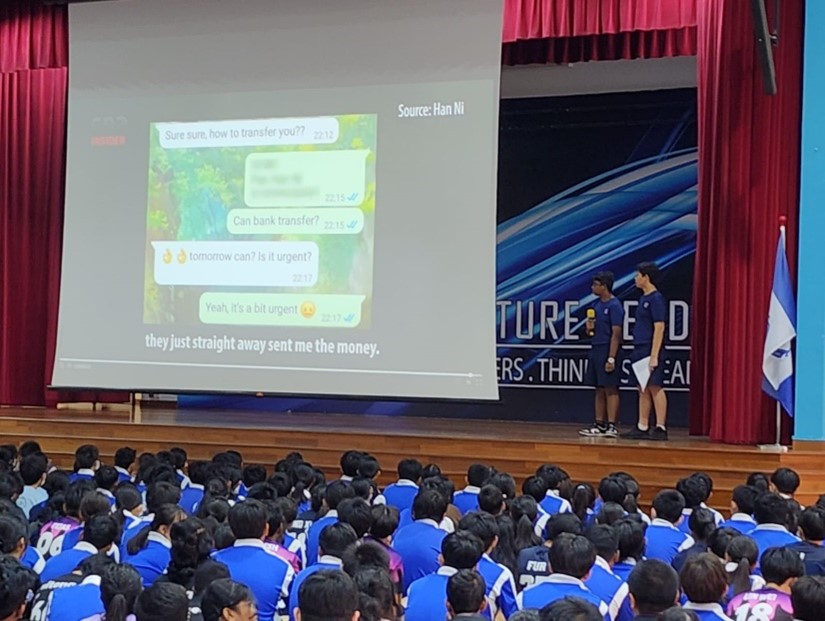 INSIDER
Source: Han Ni
Sure sure, how to transfer you?? 22:12
22:15
Can bank transfer? 22:15
👌👌 tomorrow can? Is it urgent?
22:17
Yeah, it's a bit urgent 😣 22:17
they just straight away sent me the money.
TURE
ERS. THIN
FUR
18